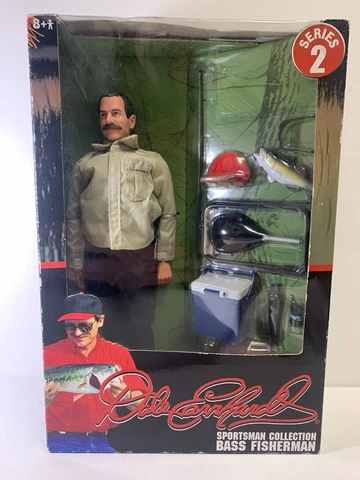 8+
SERIES
2
Dale Earnhardt®
SPORTSMAN COLLECTION
BASS FISHERMAN